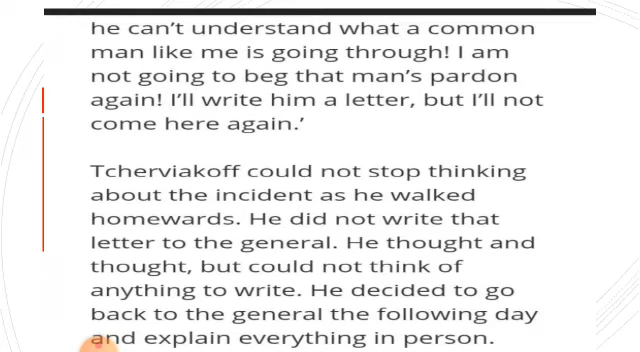 he can’t understand what a common
man like me is going through! I am
not going to beg that man’s pardon
again! I’ll write him a letter, but I’ll not
come here again.’
Tcherviakoff could not stop thinking
about the incident as he walked
homewards. He did not write that
letter to the general. He thought and
thought, but could not think of
anything to write. He decided to go
back to the general the following day
and explain everything in person.